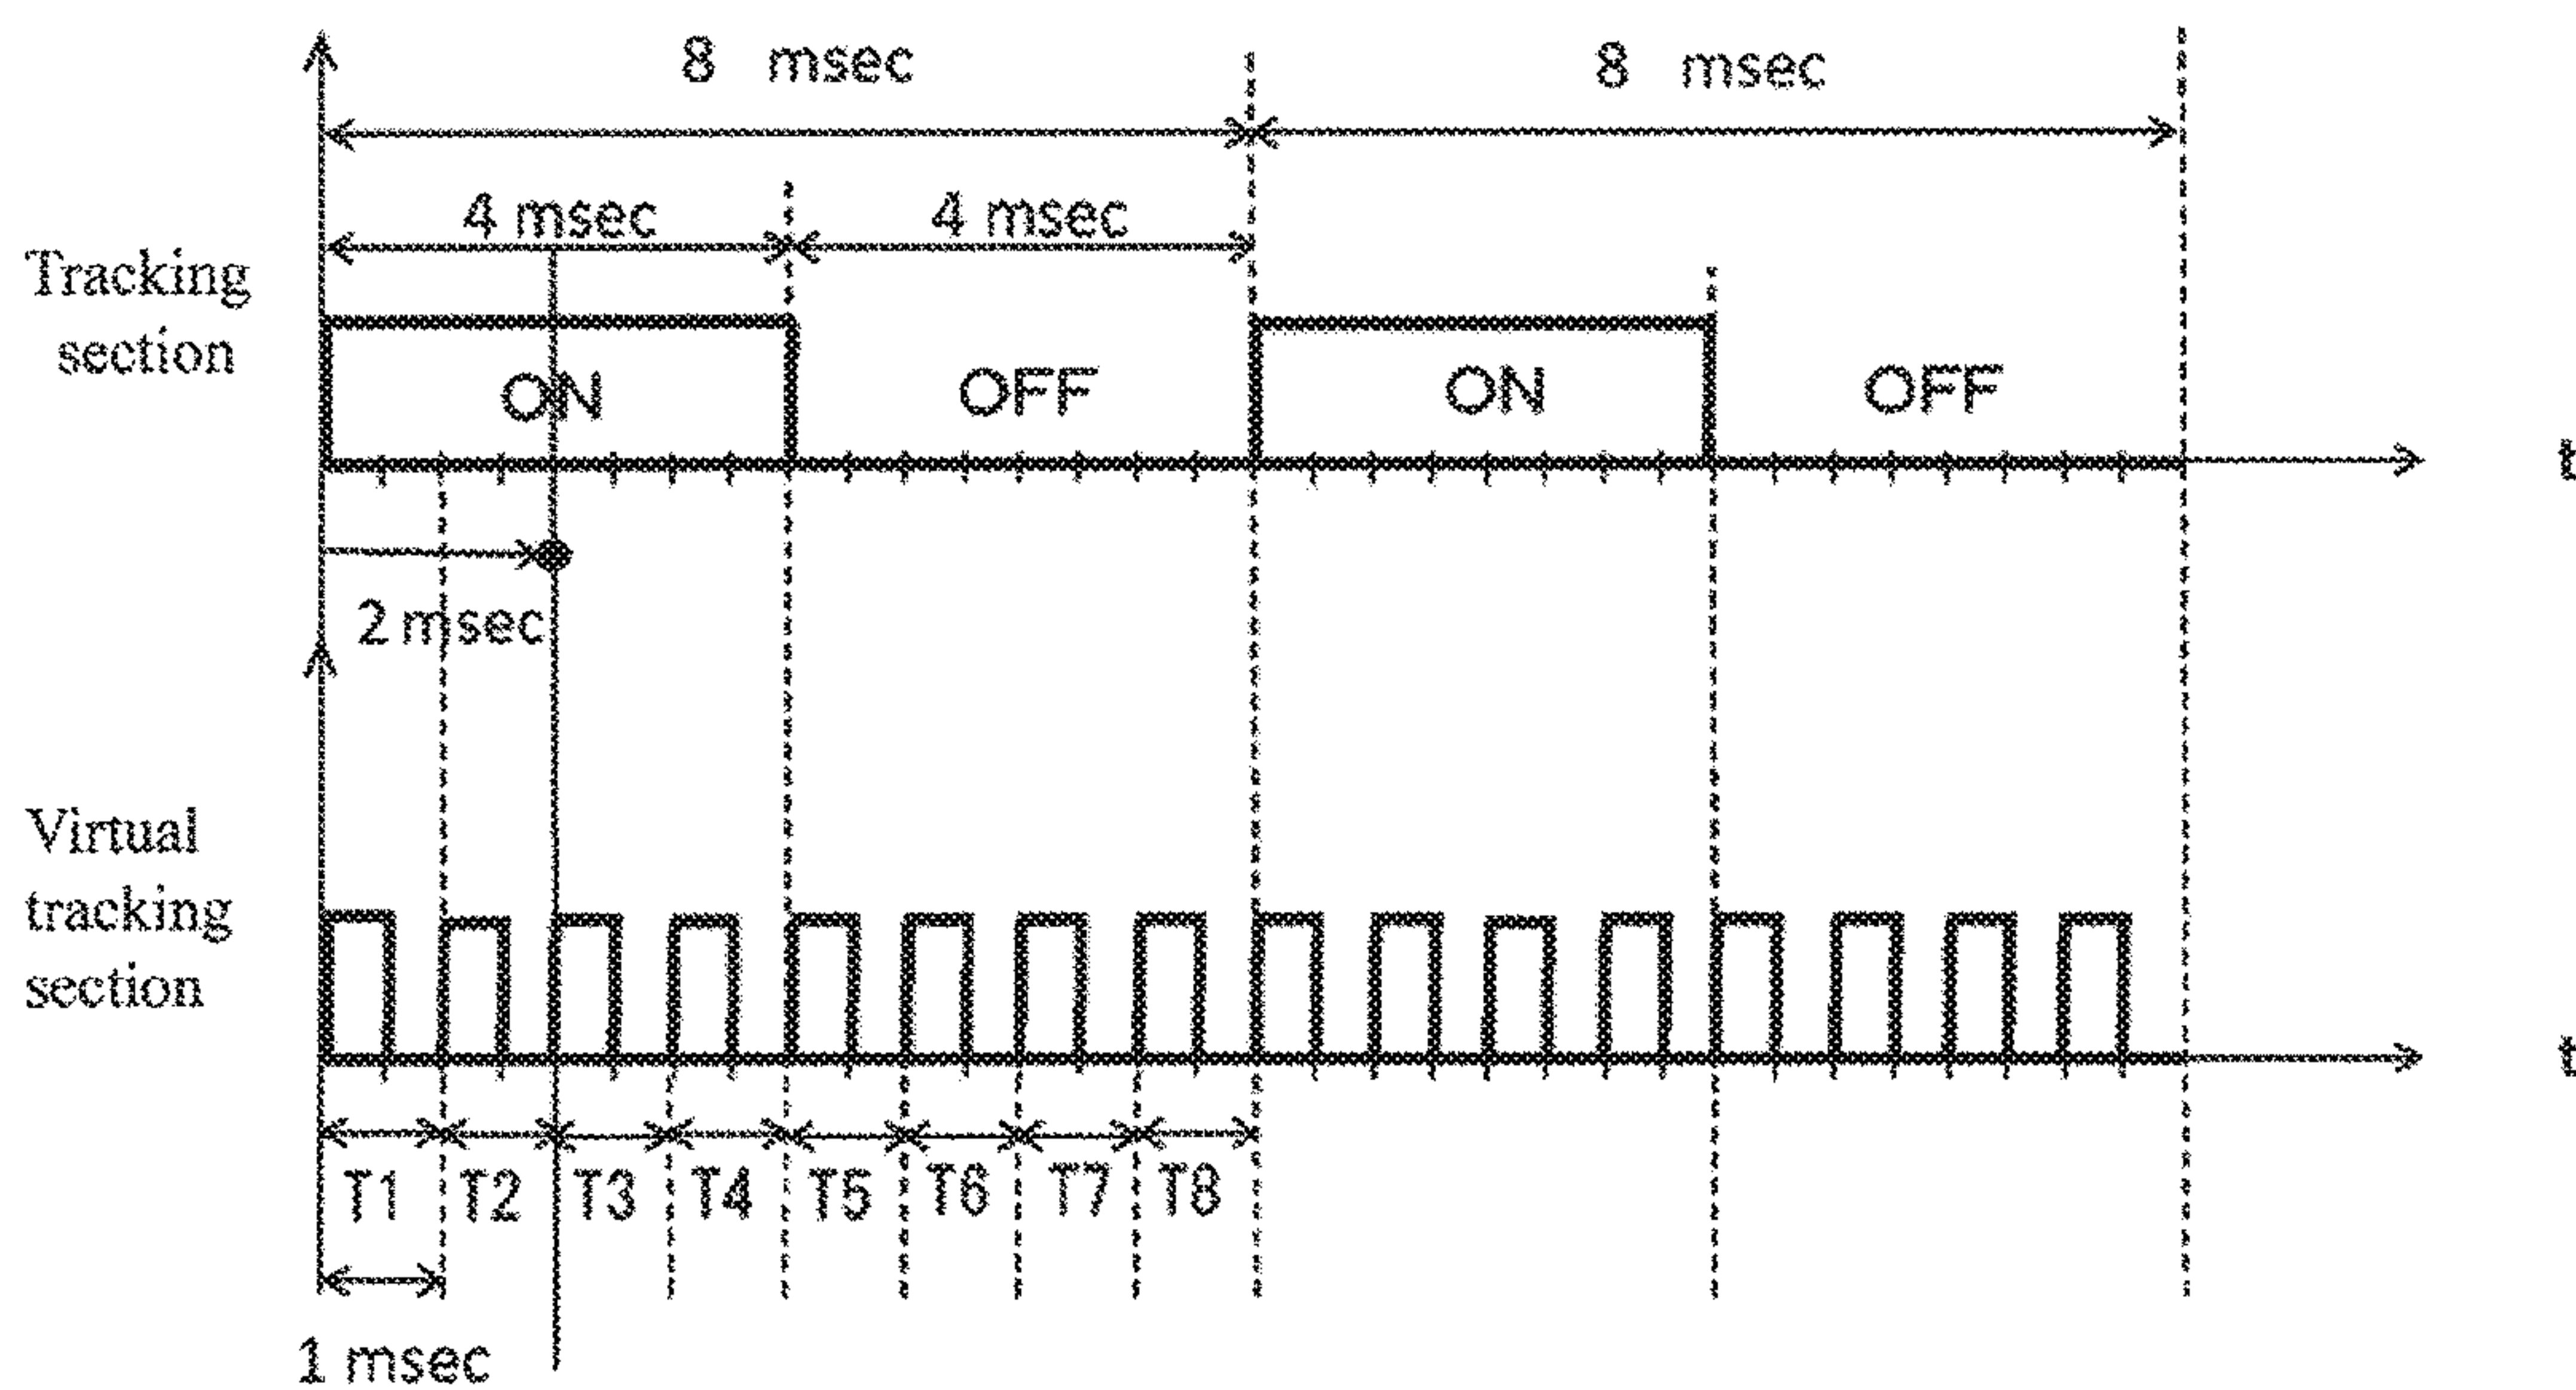 8 msec
8 msec
4 msec
4 msec
Tracking
section
ON
OFF
ON
OFF
t
2 msec
Virtual
tracking
section
t
T1
T2
T3
T4
T5
T6
T7
T8
1 msec